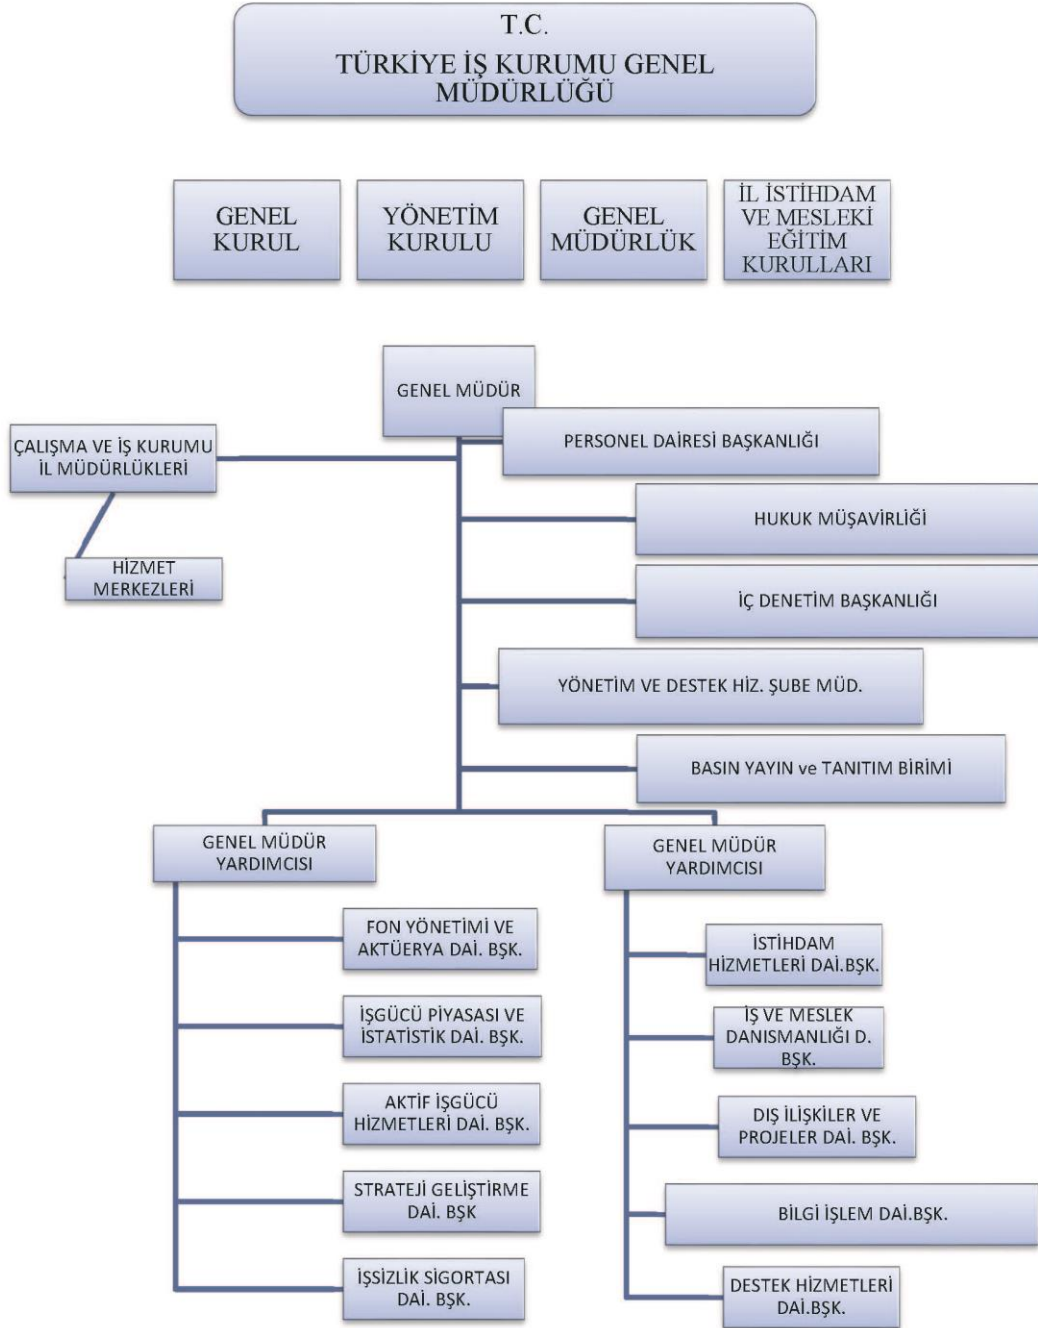 T.C.
TÜRKİYE İŞ KURUMU GENEL
MÜDÜRLÜĞÜ
GENEL
KURUL
YÖNETİM
KURULU
GENEL
MÜDÜRLÜK
İL İSTİHDAM
VE MESLEKİ
EĞİTİM
KURULLARI
GENEL MÜDÜR
PERSONEL DAİRESİ BAŞKANLIĞI
ÇALIŞMA VE İŞ KURUMU
İL MÜDÜRLÜKLERİ
HUKUK MÜŞAVİRLİĞİ
HİZMET
MERKEZLERİ
İÇ DENETİM BAŞKANLIĞI
YÖNETİM VE DESTEK HİZ. ŞUBE MÜD.
BASIN YAYIN ve TANITIM BİRİMİ
GENEL MÜDÜR
YARDIMCISI
FON YÖNETİMİ VE
AKTÜERYA DAİ. BŞK.
İŞGÜCÜ PİYASASI VE
İSTATİSTİK DAİ. BŞK.
AKTİF İŞGÜCÜ
HİZMETLERİ DAİ. BŞK.
STRATEJİ GELİŞTİRME
DAİ. BŞK
İŞSİZLİK SİGORTASI
DAİ. BŞK.
GENEL MÜDÜR
YARDIMCISI
İSTİHDAM
HİZMETLERİ DAİ.BŞK.
İŞ VE MESLEK
DANISMANLIĞI D.
BŞK.
DIŞ İLİŞKİLER VE
PROJELER DAİ. BŞK.
BİLGİ İŞLEM DAİ.BŞK.
DESTEK HİZMETLERİ
DAİ.BŞK.